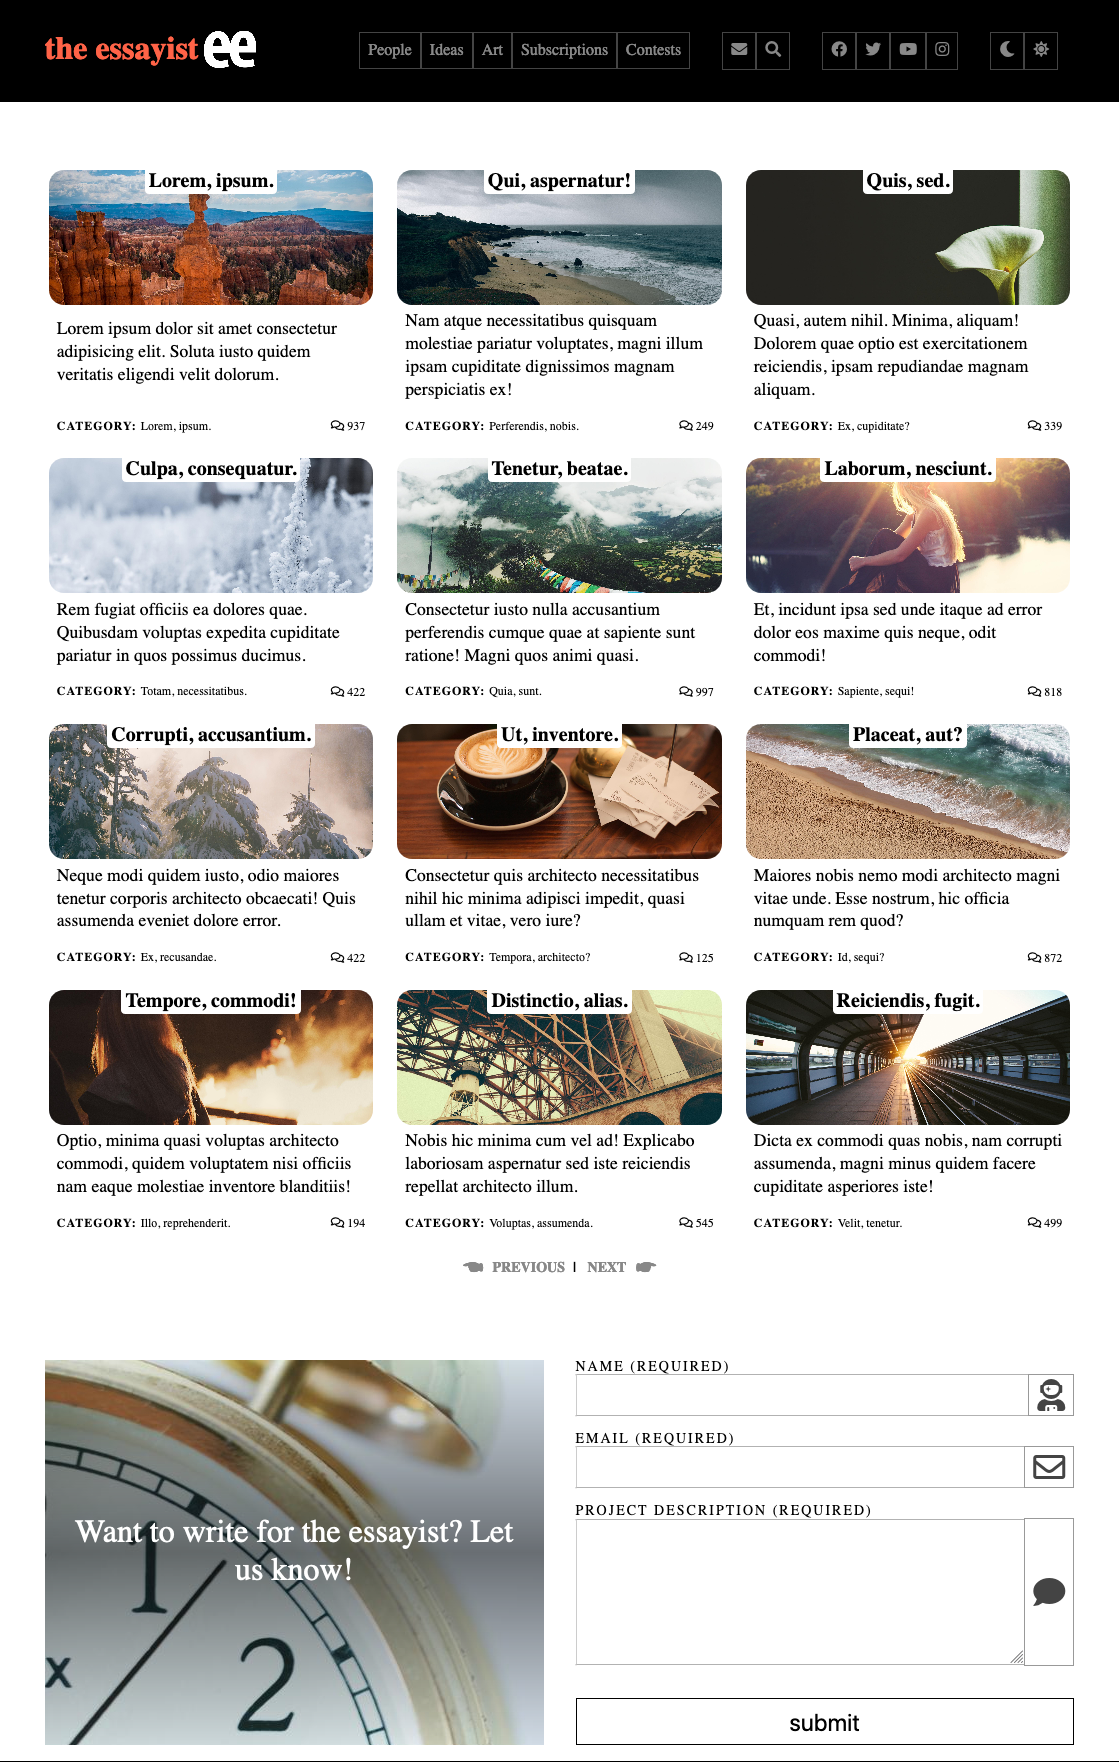 the essayist ee
People Ideas Art Subscriptions Contests
Lorem, ipsum.
Lorem ipsum dolor sit amet consectetur
adipisicing elit. Soluta iusto quidem
veritatis eligendi velit dolorum.
CATEGORY: Lorem, ipsum. 937
Qui, aspernatur!
Nam atque necessitatibus quisquam
molestiae pariatur voluptates, magni illum
ipsam cupiditate dignissimos magnam
perspiciatis ex!
CATEGORY: Perferendis, nobis. 249
Quis, sed.
Quasi, autem nihil. Minima, aliquam!
Dolorem quae optio est exercitationem
reiciendis, ipsam repudiandae magnam
aliquam.
CATEGORY: Ex, cupiditate? 339
Culpa, consequatur.
Rem fugiat officiis ea dolores quae.
Quibusdam voluptas expedita cupiditate
pariatur in quos possimus ducimus.
CATEGORY: Totam, necessitatibus. 422
Tenetur, beatae.
Consectetur iusto nulla accusantium
perferendis cumque quae at sapiente sunt
ratione! Magni quos animi quasi.
CATEGORY: Quia, sunt. 997
Laborum, nesciunt.
Et, incidunt ipsa sed unde itaque ad error
dolor eos maxime quis neque, odit
commodi!
CATEGORY: Sapiente, sequi! 818
Corrupti, accusantium.
Neque modi quidem iusto, odio maiores
tenetur corporis architecto obcaecati! Quis
assumenda eveniet dolore error.
CATEGORY: Ex, recusandae. 422
Ut, inventore.
Consectetur quis architecto necessitatibus
nihil hic minima adipisci impedit, quasi
ullam et vitae, vero iure?
CATEGORY: Tempora, architecto? 125
Placeat, aut?
Maiores nobis nemo modi architecto magni
vitae unde. Esse nostrum, hic officia
numquam rem quod?
CATEGORY: Id, sequi? 872
Tempore, commodi!
Optio, minima quasi voluptas architecto
commodi, quidem voluptatem nisi officiis
nam eaque molestiae inventore blanditiis!
CATEGORY: Illo, reprehenderit. 194
Distinctio, alias.
Nobis hic minima cum vel ad! Explicabo
laboriosam aspernatur sed iste reiciendis
repellat architecto illum.
CATEGORY: Voluptas, assumenda. 545
Reiciendis, fugit.
Dicta ex commodi quas nobis, nam corrupti
assumenda, magni minus quidem facere
cupiditate asperiores iste!
CATEGORY: Velit, tenetur. 499
PREVIOUS | NEXT
Want to write for the essayist? Let
us know!
1
x
2
NAME (REQUIRED)
EMAIL (REQUIRED)
PROJECT DESCRIPTION (REQUIRED)
submit